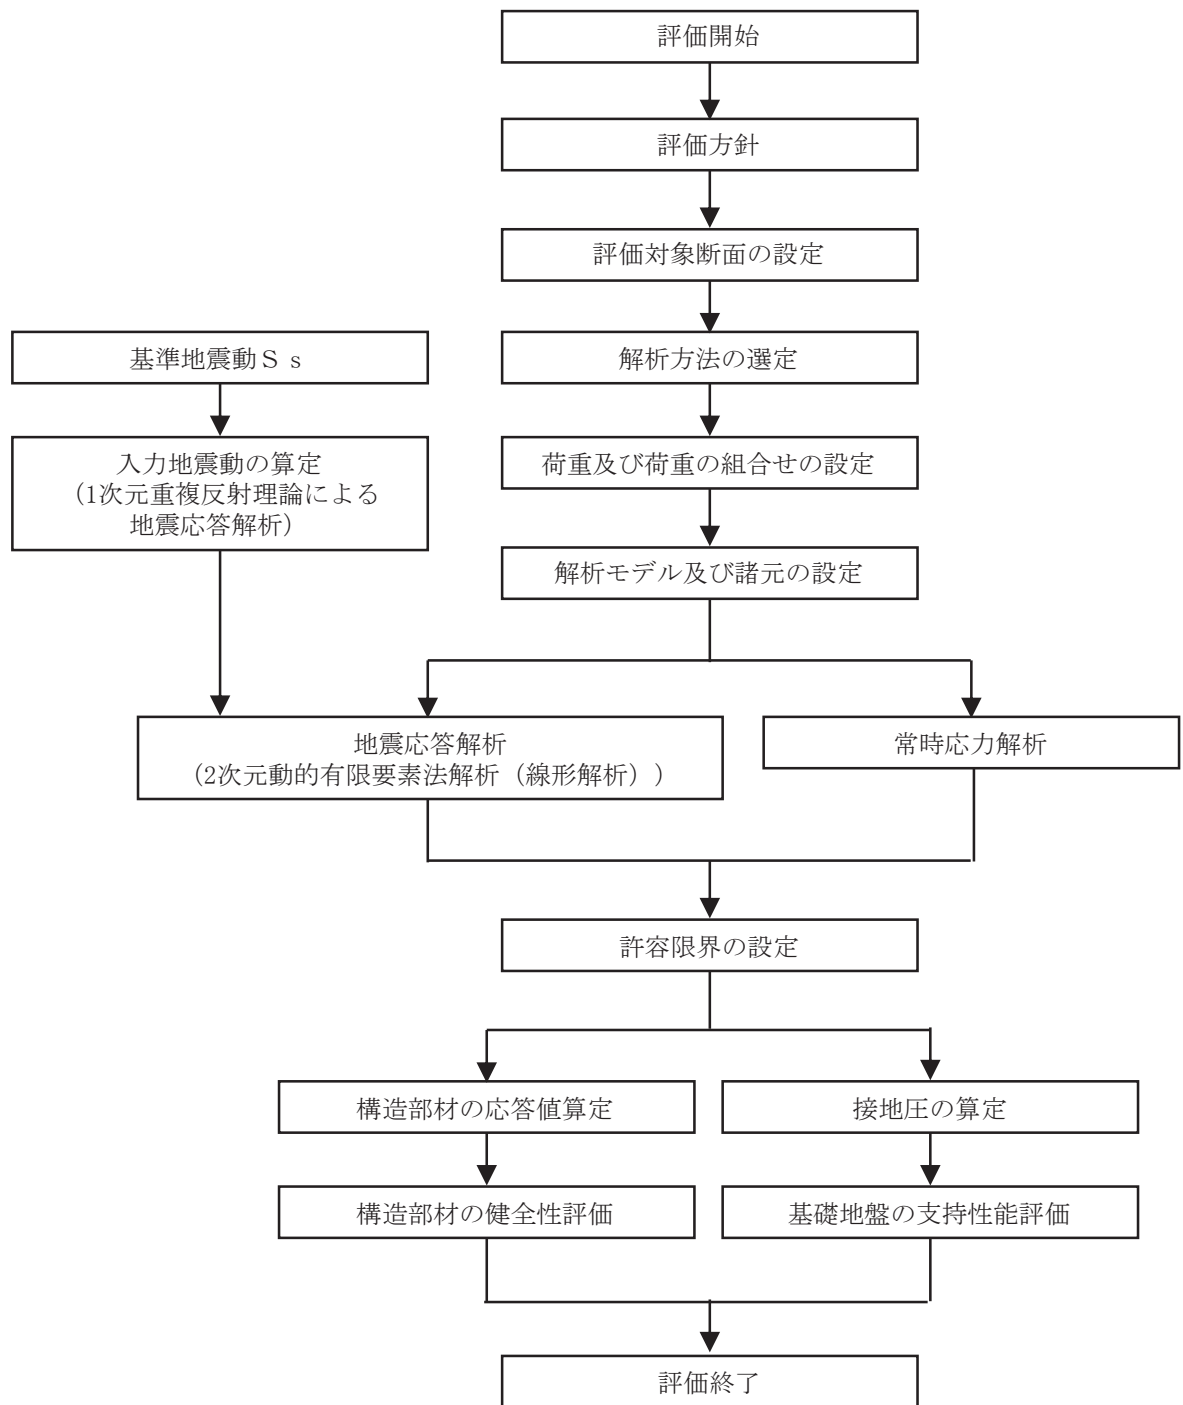 評価開始
評価方針
評価対象断面の設定
基準地震動Ｓｓ
解析方法の選定
入力地震動の算定
（1次元重複反射理論による
地震応答解析）
荷重及び荷重の組合せの設定
解析モデル及び諸元の設定
地震応答解析
（2次元動的有限要素法解析（線形解析））
常時応力解析
許容限界の設定
構造部材の応答値算定
接地圧の算定
構造部材の健全性評価
基礎地盤の支持性能評価
評価終了